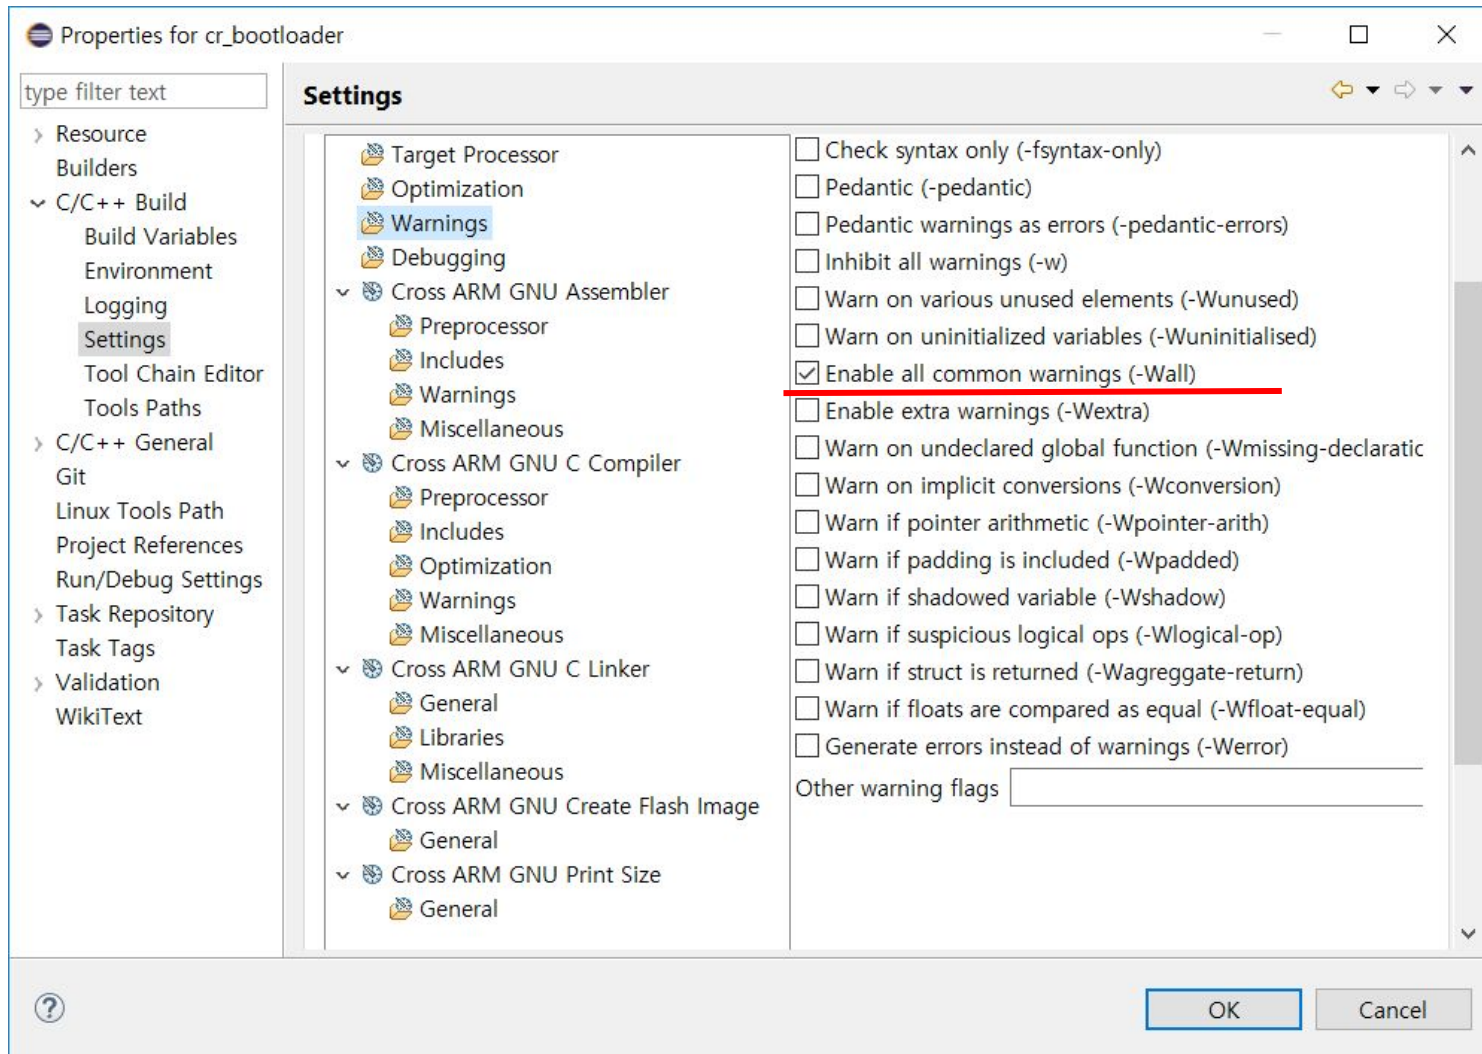 Properties for cr_bootloader
type filter text
Resource
Builders
C/C++ Build
Build Variables
Environment
Logging
Settings
Tool Chain Editor
Tools Paths
C/C++ General
Git
Linux Tools Path
Project References
Run/Debug Settings
Task Repository
Task Tags
Validation
WikiText
Settings
Target Processor
Optimization
Warnings
Debugging
Cross ARM GNU Assembler
Preprocessor
Includes
Warnings
Miscellaneous
Cross ARM GNU C Compiler
Preprocessor
Includes
Optimization
Warnings
Miscellaneous
Cross ARM GNU C Linker
General
Libraries
Miscellaneous
Cross ARM GNU Create Flash Image
General
Cross ARM GNU Print Size
General
Check syntax only (-fsyntax-only)
Pedantic (-pedantic)
Pedantic warnings as errors (-pedantic-errors)
Inhibit all warnings (-w)
Warn on various unused elements (-Wunused)
Warn on uninitialized variables (-Wuninitialised)
Enable all common warnings (-Wall)
Enable extra warnings (-Wextra)
Warn on undeclared global function (-Wmissing-declaratic
Warn on implicit conversions (-Wconversion)
Warn if pointer arithmetic (-Wpointer-arith)
Warn if padding is included (-Wpadded)
Warn if shadowed variable (-Wshadow)
Warn if suspicious logical ops (-Wlogical-op)
Warn if struct is returned (-Wagreggate-return)
Warn if floats are compared as equal (-Wfloat-equal)
Generate errors instead of warnings (-Werror)
Other warning flags
?
OK
Cancel